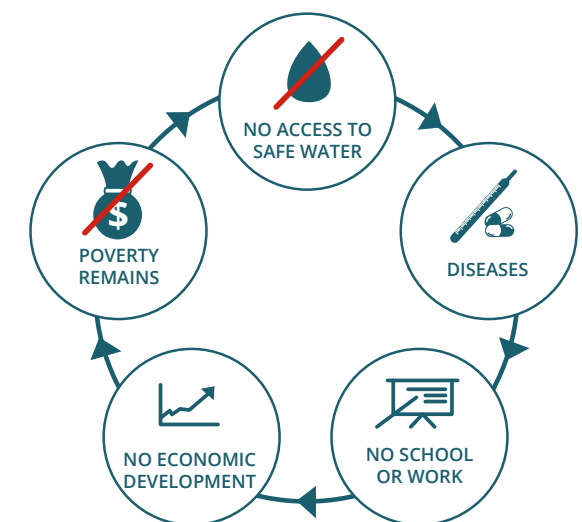 NO ACCESS TO
SAFE WATER
DISEASES
NO SCHOOL
OR WORK
NO ECONOMIC
DEVELOPMENT
POVERTY
REMAINS
$